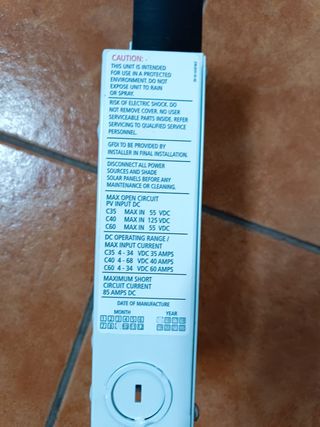 CAUTION: -
THIS UNIT IS INTENDED
FOR USE IN A PROTECTED
ENVIRONMENT. DO NOT
EXPOSE UNIT TO RAIN
OR SPRAY.
RISK OF ELECTRIC SHOCK. DO
NOT REMOVE COVER. NO USER
SERVICEABLE PARTS INSIDE. REFER
SERVICING TO QUALIFIED SERVICE
PERSONNEL.
GFDI TO BE PROVIDED BY
INSTALLER IN FINAL INSTALLATION.
DISCONNECT ALL POWER
SOURCES AND SHADE
SOLAR PANELS BEFORE ANY
MAINTENANCE OR CLEANING.
MAX OPEN CIRCUIT
PV INPUT DC
C35 MAX IN 55 VDC
C40 MAX IN 125 VDC
C60 MAX IN 55 VDC
DC OPERATING RANGE /
MAX INPUT CURRENT
C35 4 - 34 VDC 35 AMPS
C40 4 - 68 VDC 40 AMPS
C60 4 - 34 VDC 60 AMPS
MAXIMUM SHORT
CIRCUIT CURRENT
85 AMPS DC
DATE OF MANUFACTURE
MONTH YEAR